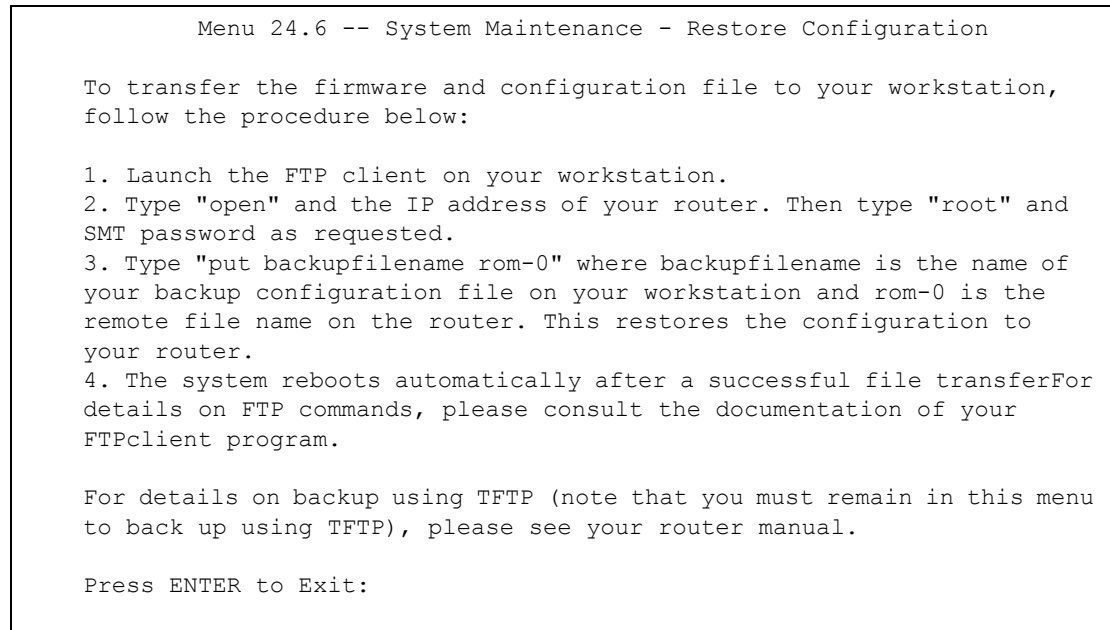 Menu 24.6 -- System Maintenance - Restore Configuration
To transfer the firmware and configuration file to your workstation,
follow the procedure below:
1. Launch the FTP client on your workstation.
2. Type "open" and the IP address of your router. Then type "root" and
SMT password as requested.
3. Type "put backupfilename rom-0" where backupfilename is the name of
your backup configuration file on your workstation and rom-0 is the
remote file name on the router. This restores the configuration to
your router.
4. The system reboots automatically after a successful file transferFor
details on FTP commands, please consult the documentation of your
FTPclient program.
For details on backup using TFTP (note that you must remain in this menu
to back up using TFTP), please see your router manual.
Press ENTER to Exit: